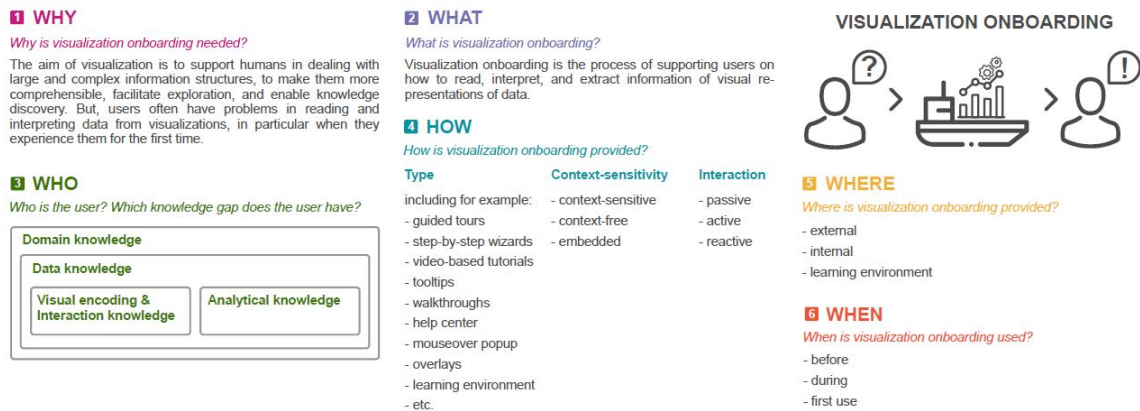 1 WHY
Why is visualization onboarding needed?
The aim of visualization is to support humans in dealing with
large and complex information structures, to make them more
comprehensible, facilitate exploration, and enable knowledge
discovery. But, users often have problems in reading and
interpreting data from visualizations, in particular when they
experience them for the first time.
2 WHAT
What is visualization onboarding?
Visualization onboarding is the process of supporting users on
how to read, interpret, and extract information of visual re-
presentations of data.
VISUALIZATION ONBOARDING
?
!
3 WHO
Who is the user? Which knowledge gap does the user have?
Domain knowledge
Data knowledge
Visual encoding &
Interaction knowledge
Analytical knowledge
4 HOW
How is visualization onboarding provided?
Type
including for example:
- guided tours
- step-by-step wizards
- video-based tutorials
- tooltips
- walkthroughs
- help center
- mouseover popup
- overlays
- learning environment
- etc.
Context-sensitivity
- context-sensitive
- context-free
- embedded
Interaction
- passive
- active
- reactive
5 WHERE
Where is visualization onboarding provided?
- external
- internal
- learning environment
6 WHEN
When is visualization onboarding used?
- before
- during
- first use